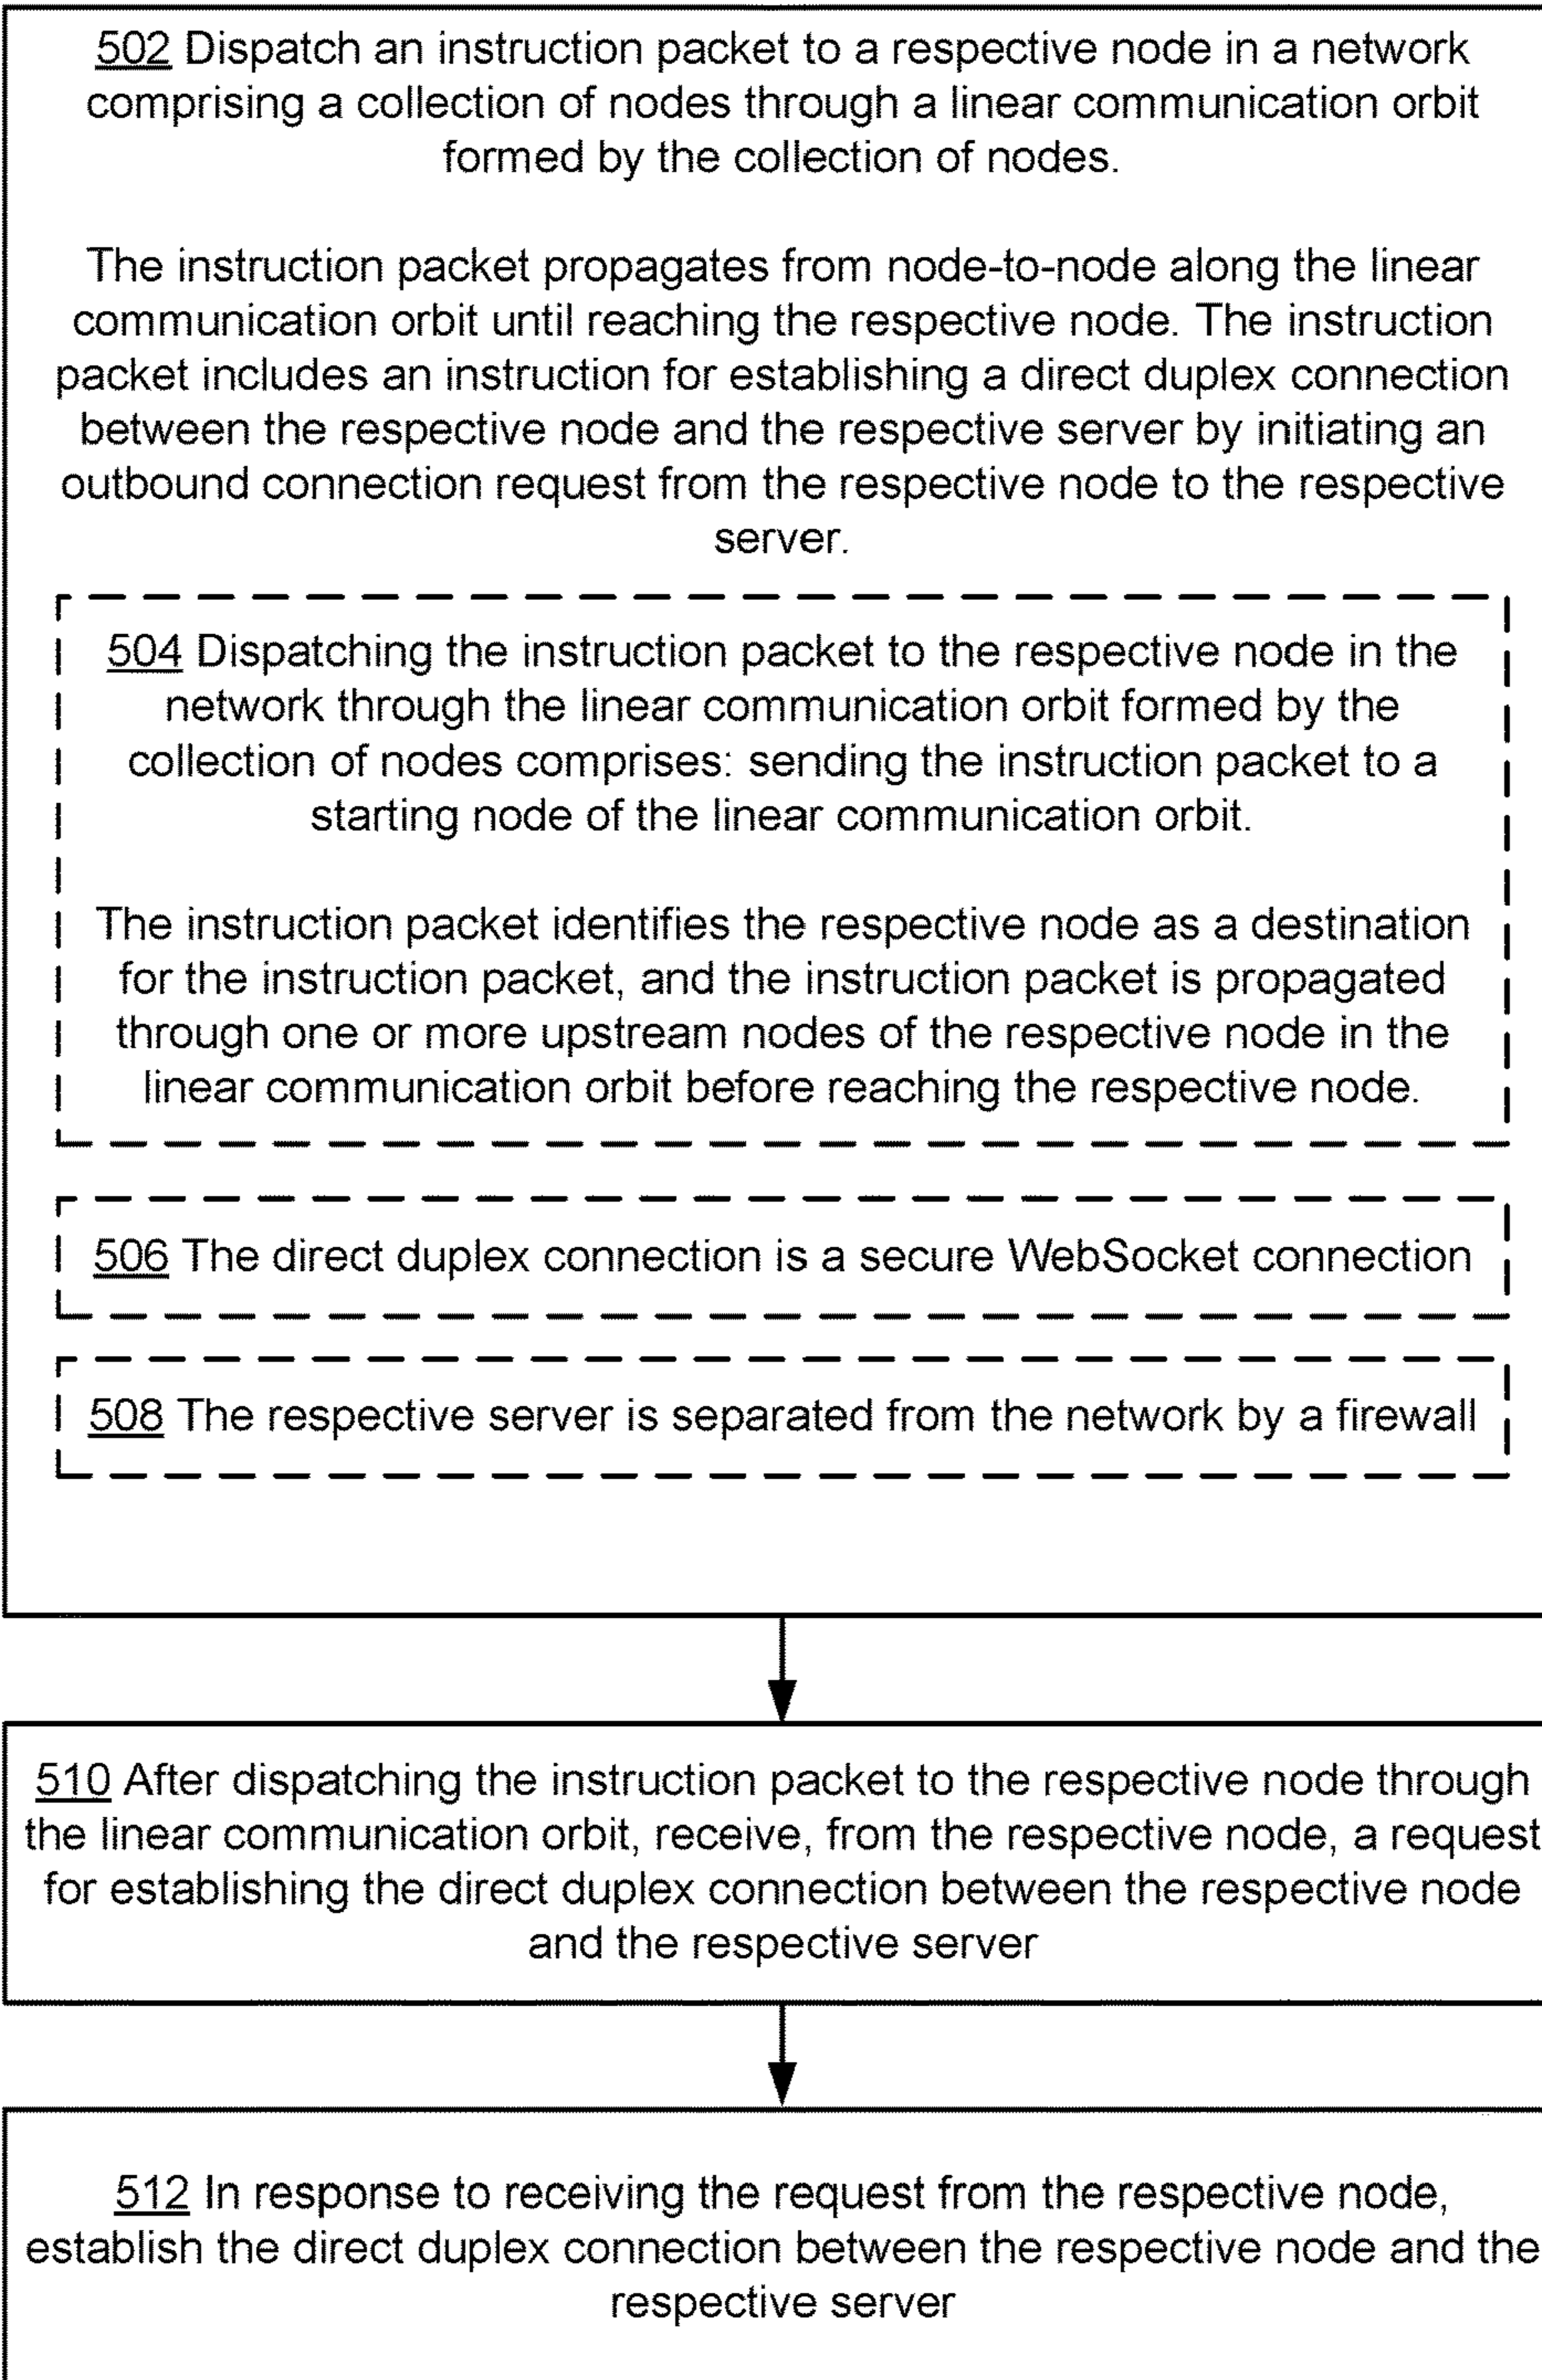 502 Dispatch an instruction packet to a respective node in a network
comprising a collection of nodes through a linear communication orbit
formed by the collection of nodes.
The instruction packet propagates from node-to-node along the linear
communication orbit until reaching the respective node. The instruction
packet includes an instruction for establishing a direct duplex connection
between the respective node and the respective server by initiating an
outbound connection request from the respective node to the respective
server.
504 Dispatching the instruction packet to the respective node in the
network through the linear communication orbit formed by the
collection of nodes comprises: sending the instruction packet to a
starting node of the linear communication orbit.
The instruction packet identifies the respective node as a destination
for the instruction packet, and the instruction packet is propagated
through one or more upstream nodes of the respective node in the
linear communication orbit before reaching the respective node.
506 The direct duplex connection is a secure WebSocket connection
508 The respective server is separated from the network by a firewall
510 After dispatching the instruction packet to the respective node through
the linear communication orbit, receive, from the respective node, a request
for establishing the direct duplex connection between the respective node
and the respective server
512 In response to receiving the request from the respective node,
establish the direct duplex connection between the respective node and the
respective server